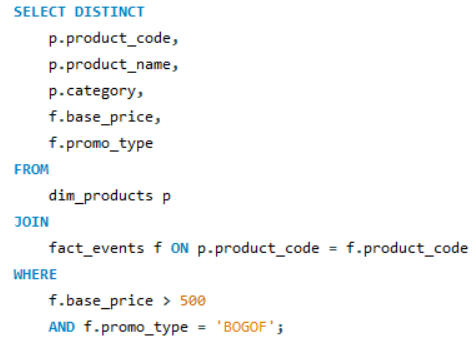 SELECT DISTINCT
    p.product_code,
    p.product_name,
    p.category,
    f.base_price,
    f.promo_type
FROM
    dim_products p
JOIN
    fact_events f ON p.product_code = f.product_code
WHERE
    f.base_price > 500
    AND f.promo_type = 'BOGOF';